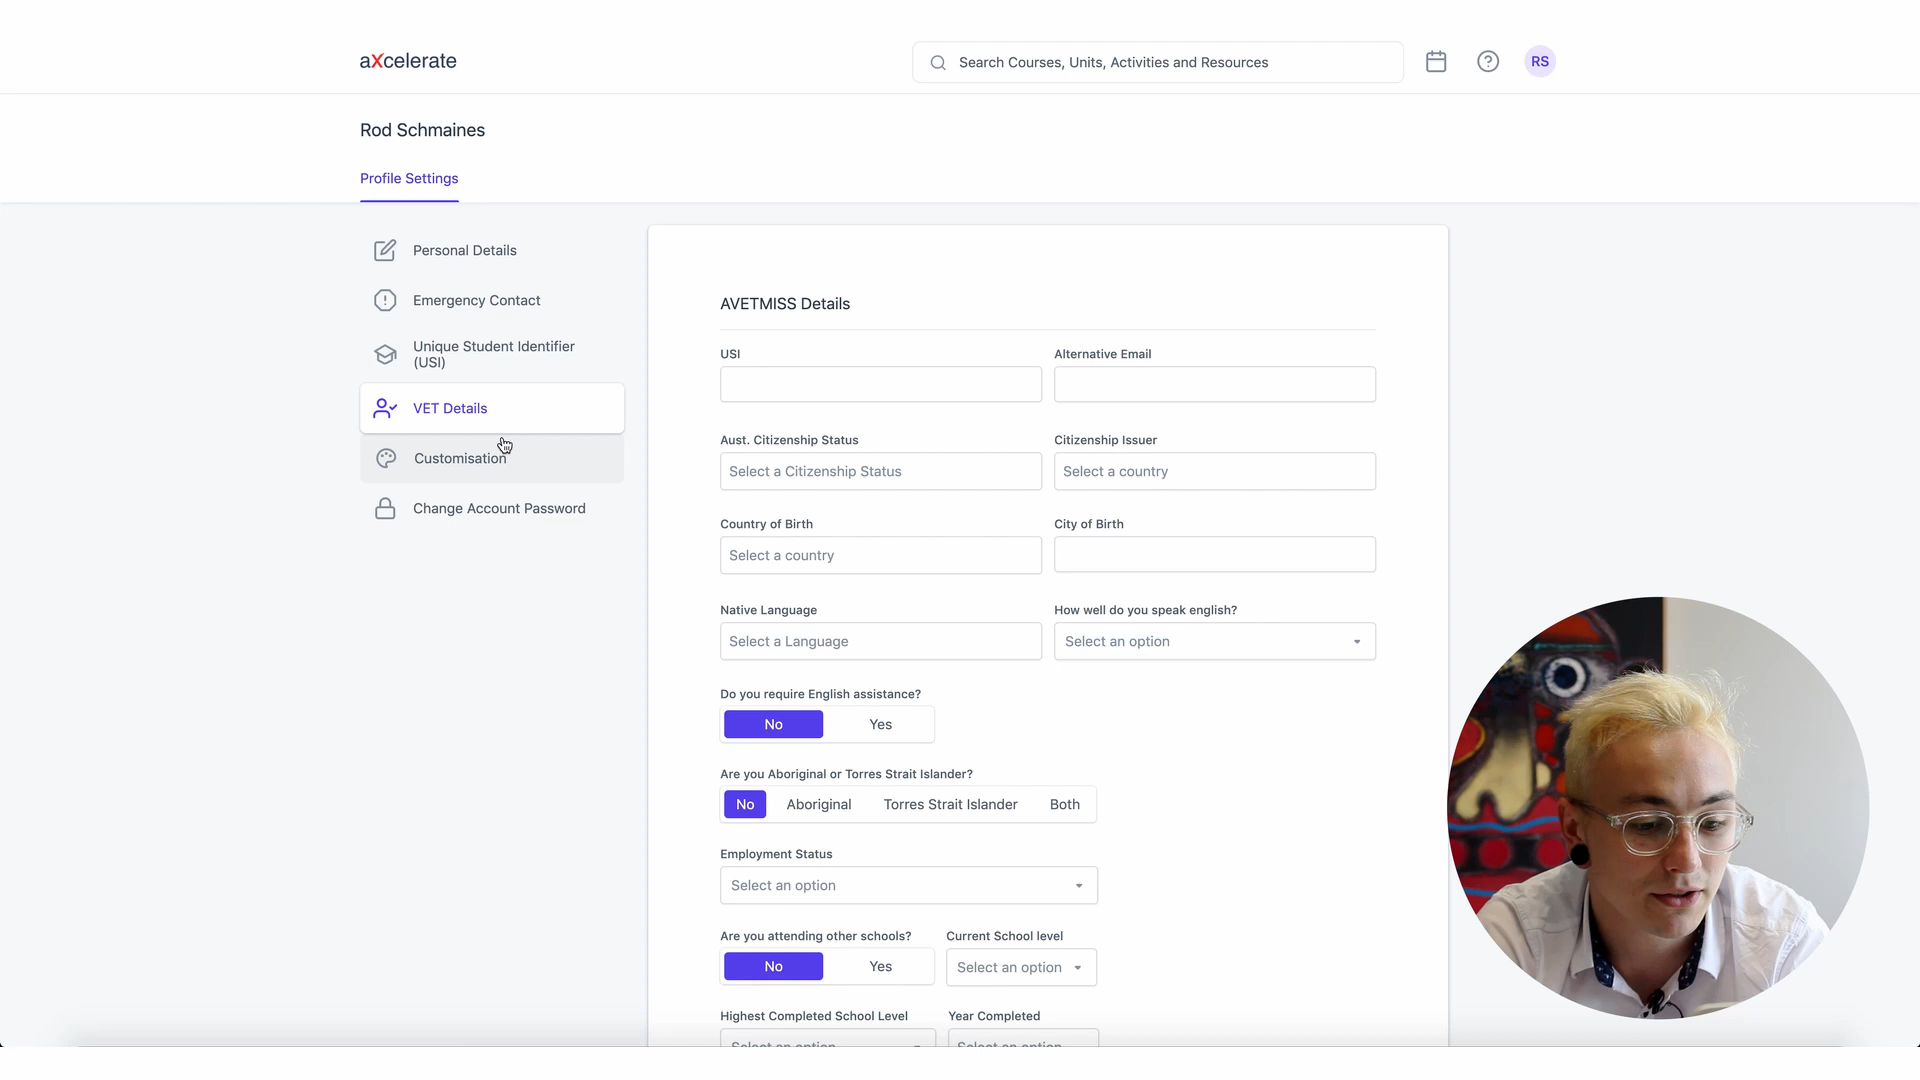 aXcelerate
Search Courses, Units, Activities and Resources
RS
Rod Schmaines
Profile Settings
Personal Details
Emergency Contact
Unique Student Identifier
(USI)
VET Details
Customisation
Change Account Password
AVETMISS Details
USI
Alternative Email
Aust. Citizenship Status
Citizenship Issuer
Select a Citizenship Status
Select a country
Country of Birth
City of Birth
Select a country
Native Language
How well do you speak english?
Select a Language
Select an option
Do you require English assistance?
No Yes
Are you Aboriginal or Torres Strait Islander?
No Aboriginal Torres Strait Islander Both
Employment Status
Select an option
Are you attending other schools?
Current School level
No Yes
Select an option
Highest Completed School Level
Year Completed
Select an option
Select an option